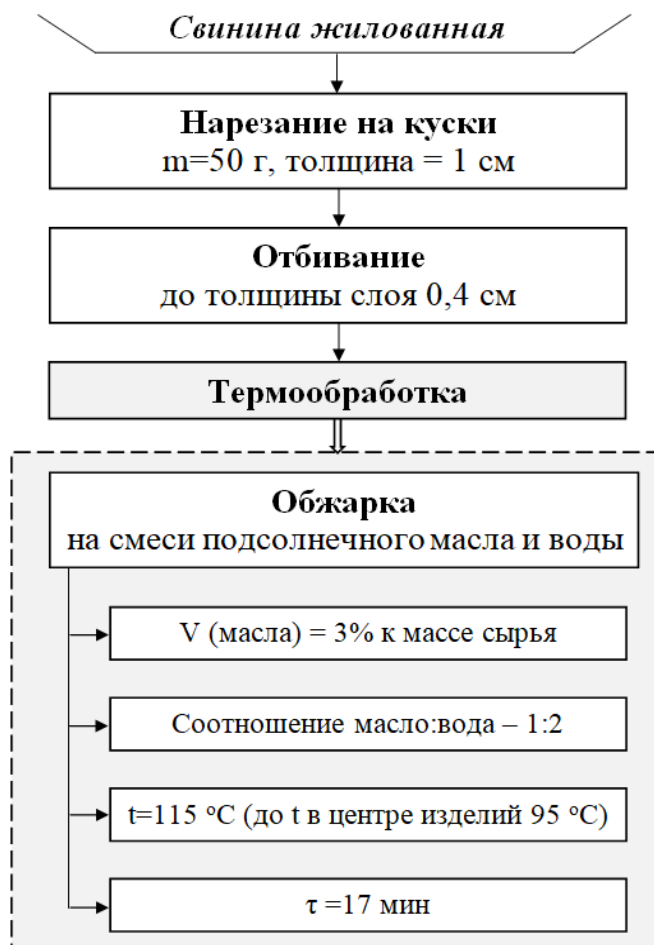 Свинина жилованная
Нарезание на куски
m=50 г, толщина = 1 см
Отбивание
до толщины слоя 0,4 см
Термообработка
Обжарка
на смеси подсолнечного масла и воды
V (масла) = 3% к массе сырья
Соотношение масло:вода – 1:2
t=115 °С (до t в центре изделий 95 °С)
τ =17 мин